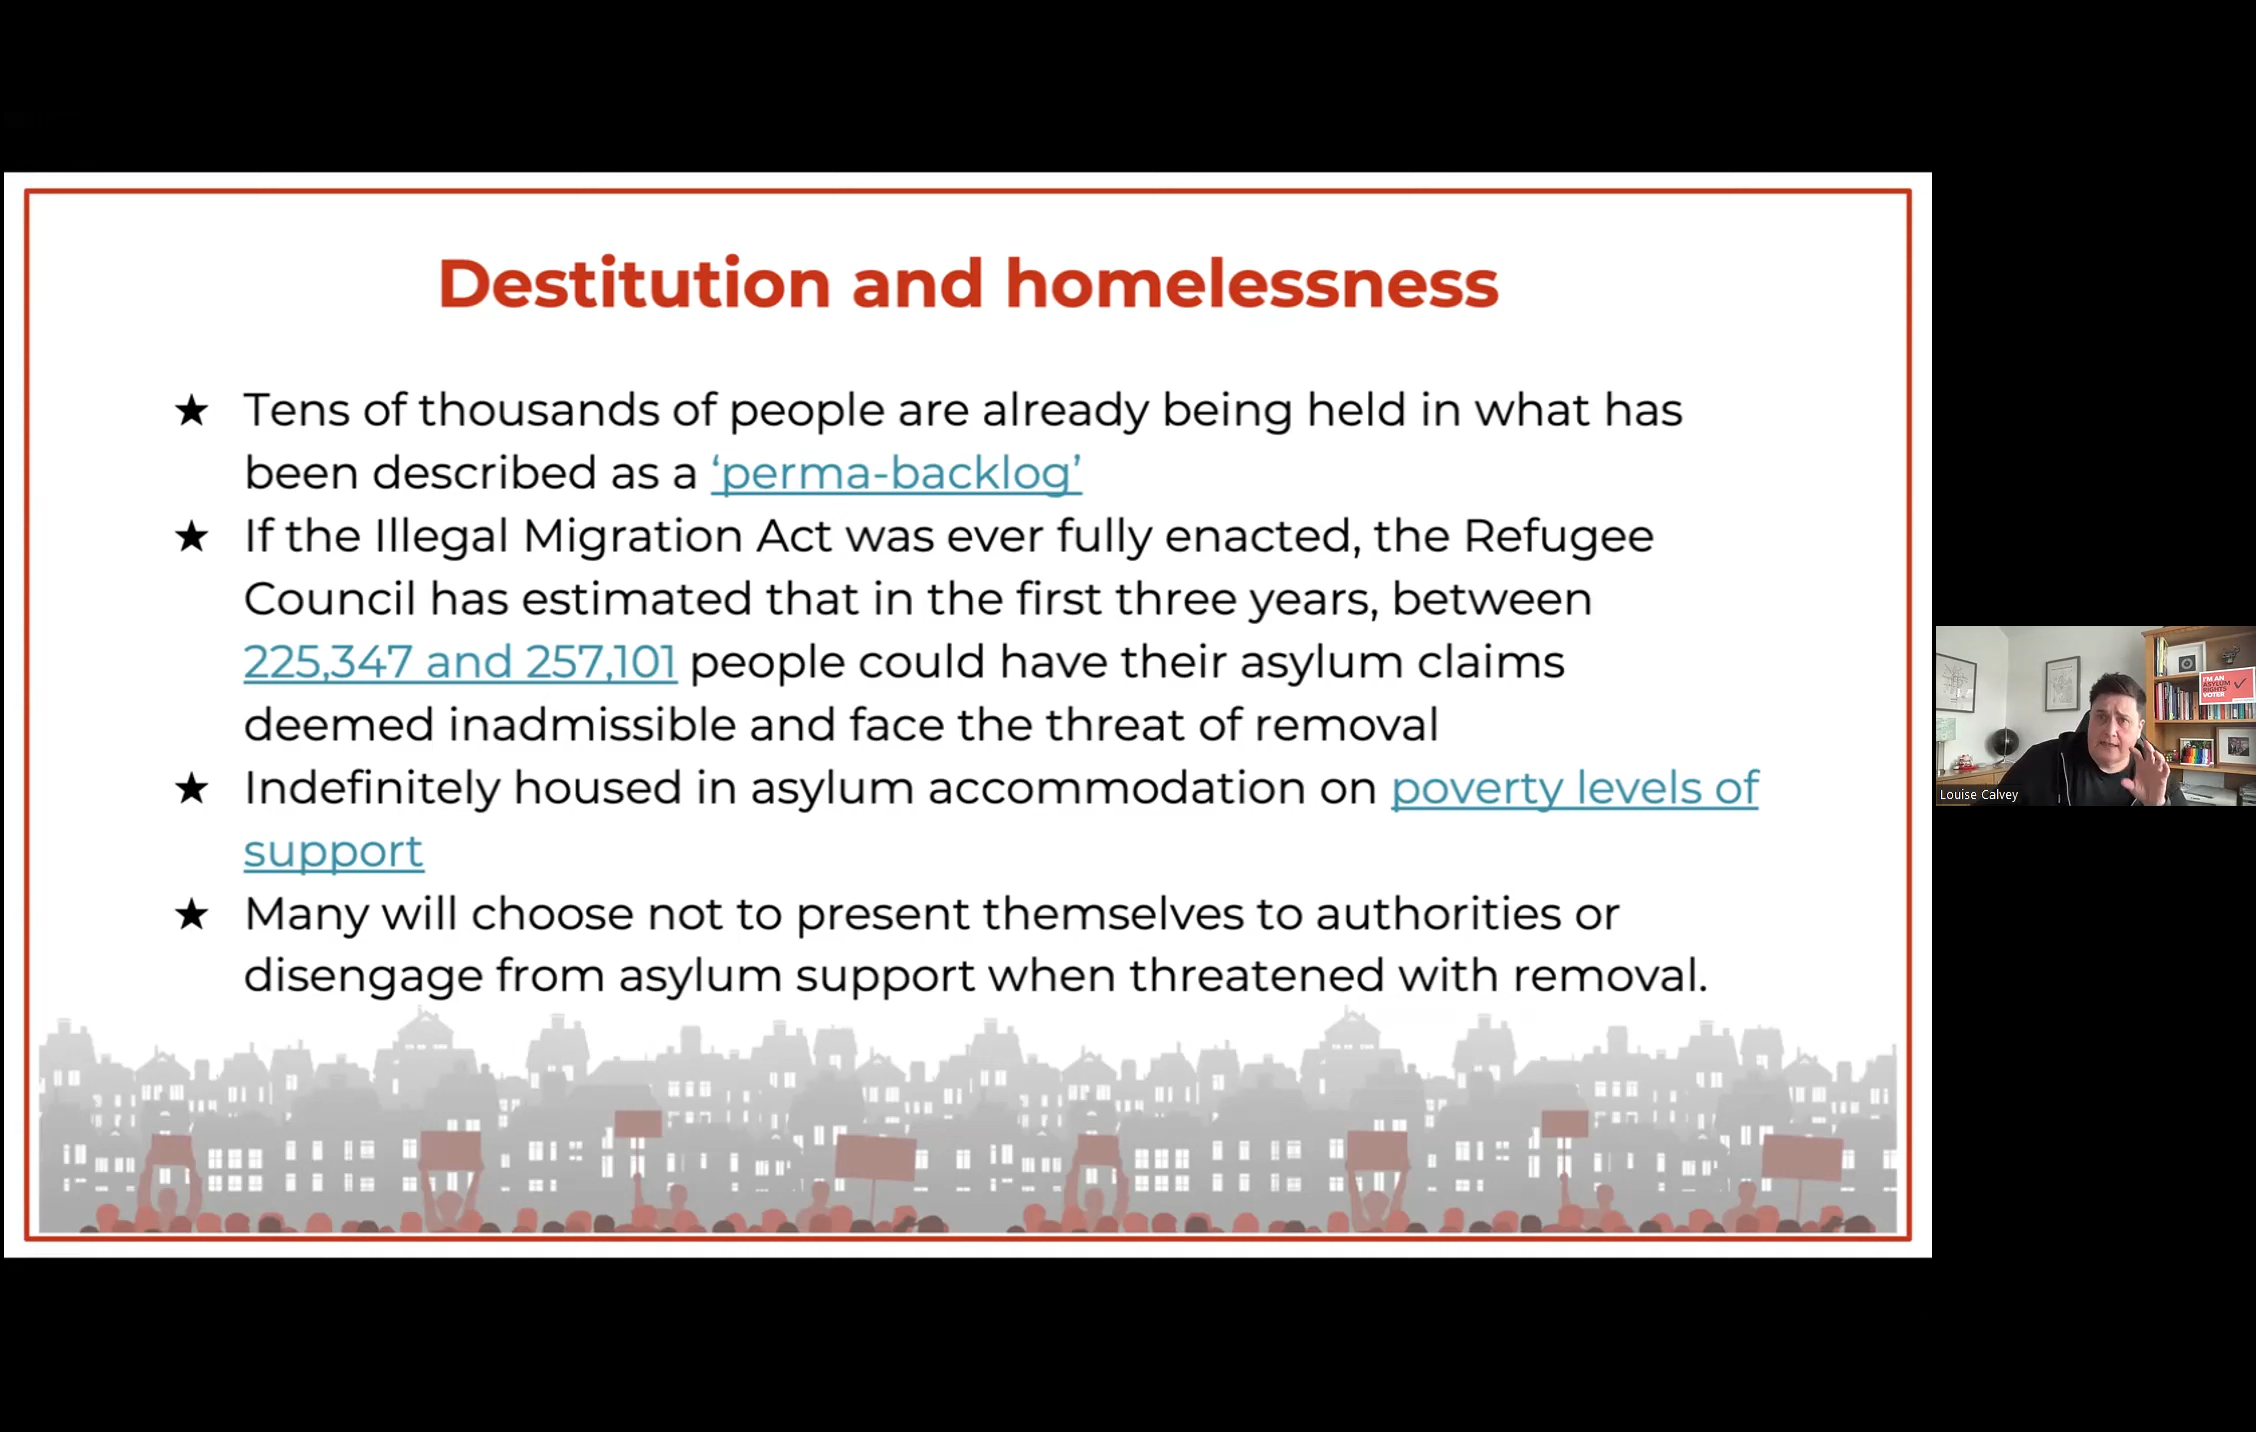 Destitution and homelessness
★ Tens of thousands of people are already being held in what has
been described as a ‘perma-backlog’
★ If the Illegal Migration Act was ever fully enacted, the Refugee
Council has estimated that in the first three years, between
225,347 and 257,101 people could have their asylum claims
deemed inadmissible and face the threat of removal
★ Indefinitely housed in asylum accommodation on poverty levels of
support
★ Many will choose not to present themselves to authorities or
disengage from asylum support when threatened with removal.
I'M AN
ASYLUM
RIGHTS
VOTER
Louise Calvey